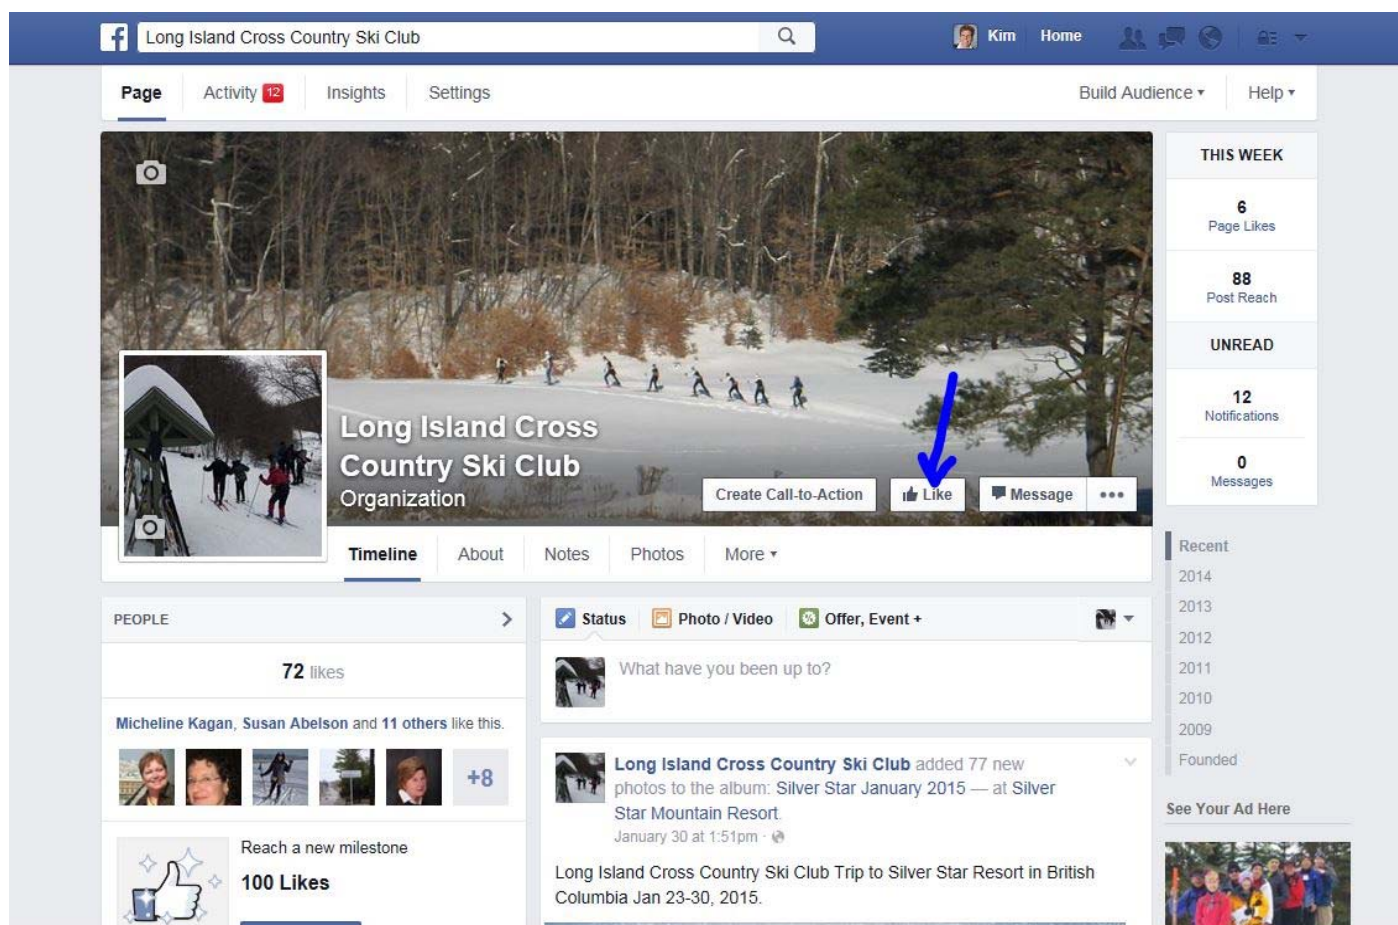 Long Island Cross Country Ski Club
Kim Home
Page Activity 12 Insights Settings Build Audience Help
Long Island Cross
Country Ski Club
Organization
Create Call-to-Action Like Message
Timeline About Notes Photos More
THIS WEEK
6
Page Likes
88
Post Reach
UNREAD
12
Notifications
0
Messages
Recent
2014
2013
2012
2011
2010
2009
Founded
See Your Ad Here
PEOPLE
72 likes
Micheline Kagan, Susan Abelson and 11 others like this.
+8
Reach a new milestone
100 Likes
Status Photo / Video Offer, Event +
What have you been up to?
Long Island Cross Country Ski Club added 77 new
photos to the album: Silver Star January 2015 — at Silver
Star Mountain Resort.
January 30 at 1:51pm ·
Long Island Cross Country Ski Club Trip to Silver Star Resort in British
Columbia Jan 23-30, 2015.